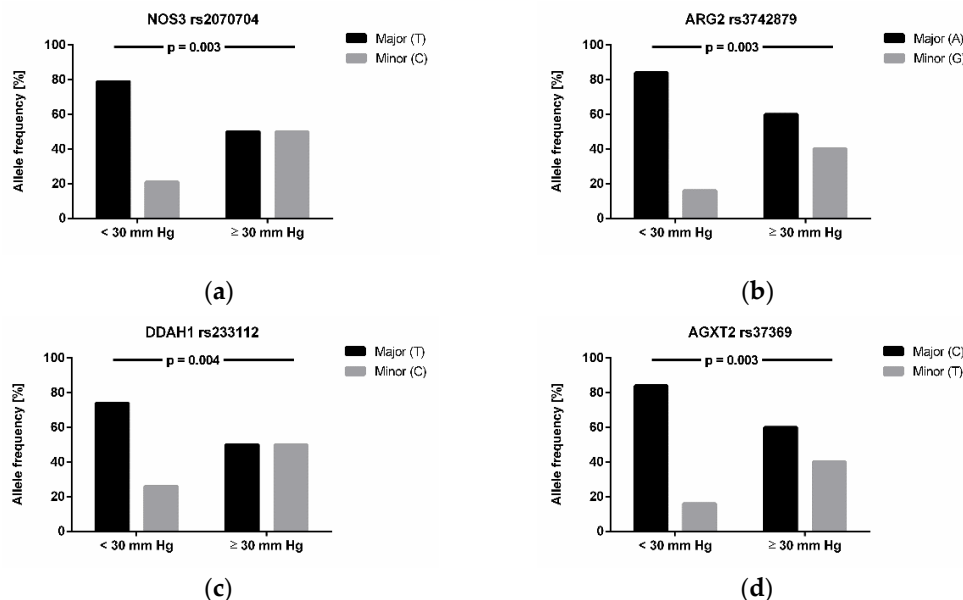 NOS3 rs2070704
p = 0.003
Major (T)
Minor (C)
Allele frequency [%]
100
80
60
40
20
0
< 30 mm Hg
≥ 30 mm Hg
(a)
ARG2 rs3742879
p = 0.003
Major (A)
Minor (G)
Allele frequency [%]
100
80
60
40
20
0
< 30 mm Hg
≥ 30 mm Hg
(b)
DDAH1 rs233112
p = 0.004
Major (T)
Minor (C)
Allele frequency [%]
100
80
60
40
20
0
< 30 mm Hg
≥ 30 mm Hg
(c)
AGXT2 rs37369
p = 0.003
Major (C)
Minor (T)
Allele frequency [%]
100
80
60
40
20
0
< 30 mm Hg
≥ 30 mm Hg
(d)